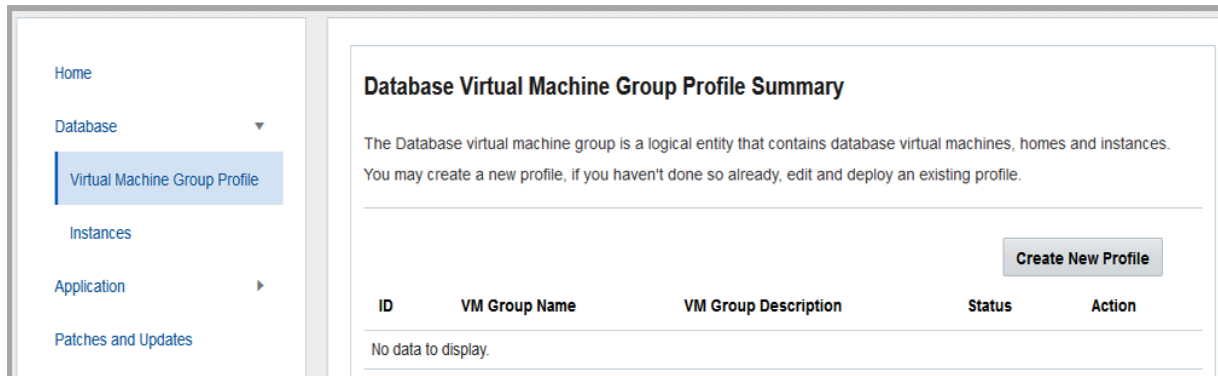 Home
Database
Virtual Machine Group Profile
Instances
Application
Patches and Updates
Database Virtual Machine Group Profile Summary
The Database virtual machine group is a logical entity that contains database virtual machines, homes and instances.
You may create a new profile, if you haven't done so already, edit and deploy an existing profile.
Create New Profile
ID VM Group Name VM Group Description Status Action
No data to display.